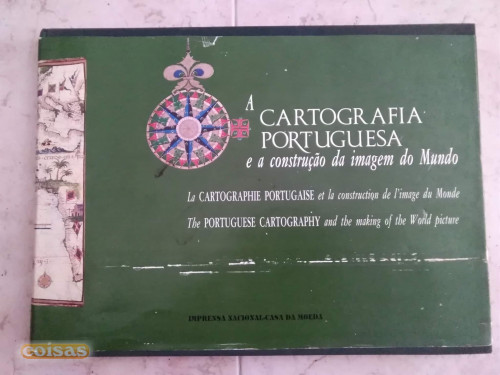 A
CARTOGRAFIA
PORTUGUESA
e a construção da imagem do Mundo
La CARTOGRAPHIE PORTUGAISE et la construction de l'image du Monde
The PORTUGUESE CARTOGRAPHY and the making of the World picture
IMPRENSA NACIONAL-CASA DA MOEDA
coisas